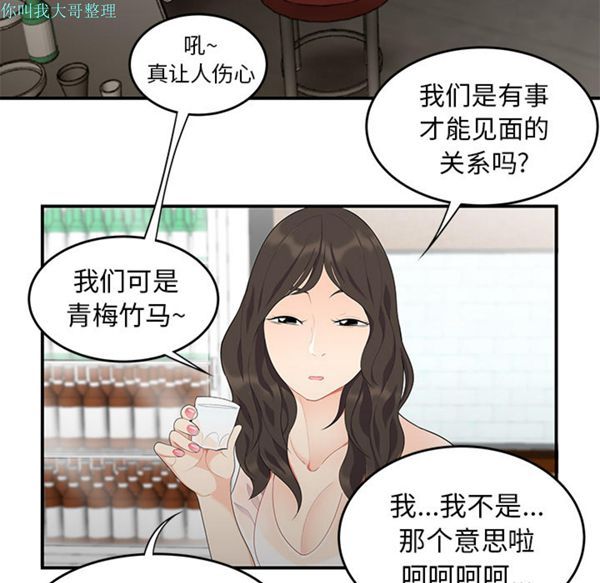 你叫我大哥整理
吼~
真让人伤心
我们是有事
才能见面的
关系吗?
我们可是
青梅竹马~
我...我不是...
那个意思啦
呵呵呵呵...